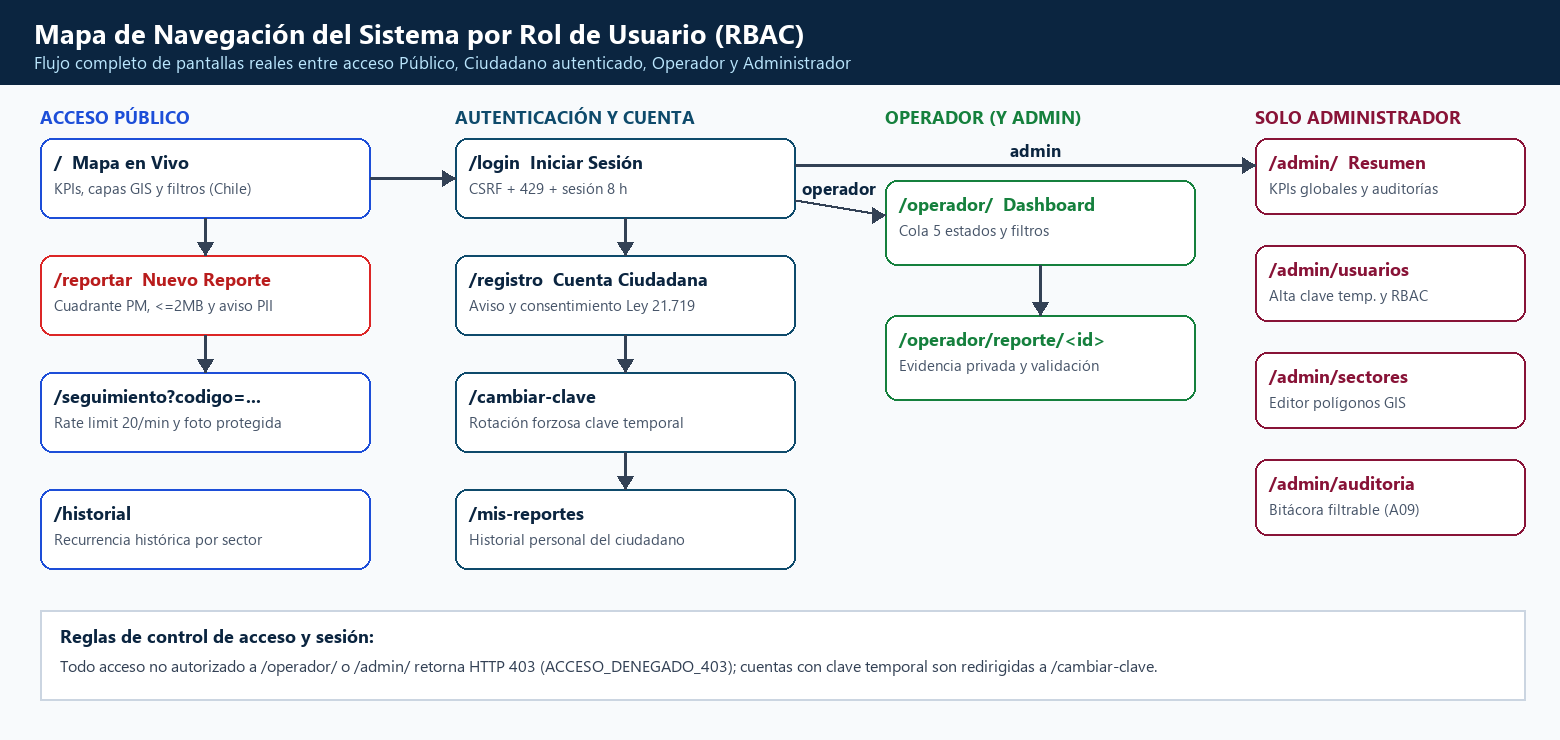 Mapa de Navegación del Sistema por Rol de Usuario (RBAC)
Flujo completo de pantallas reales entre acceso Público, Ciudadano autenticado, Operador y Administrador
ACCESO PÚBLICO
/ Mapa en Vivo
KPIs, capas GIS y filtros (Chile)
/reportar Nuevo Reporte
Cuadrante PM, <=2MB y aviso PII
/seguimiento?codigo=...
Rate limit 20/min y foto protegida
/historial
Recurrencia histórica por sector
AUTENTICACIÓN Y CUENTA
/login Iniciar Sesión
CSRF + 429 + sesión 8 h
/registro Cuenta Ciudadana
Aviso y consentimiento Ley 21.719
/cambiar-clave
Rotación forzosa clave temporal
/mis-reportes
Historial personal del ciudadano
admin
operador
OPERADOR (Y ADMIN)
/operador/ Dashboard
Cola 5 estados y filtros
/operador/reporte/<id>
Evidencia privada y validación
SOLO ADMINISTRADOR
/admin/ Resumen
KPIs globales y auditorías
/admin/usuarios
Alta clave temp. y RBAC
/admin/sectores
Editor polígonos GIS
/admin/auditoria
Bitácora filtrable (A09)
Reglas de control de acceso y sesión:
Todo acceso no autorizado a /operador/ o /admin/ retorna HTTP 403 (ACCESO_DENEGADO_403); cuentas con clave temporal son redirigidas a /cambiar-clave.